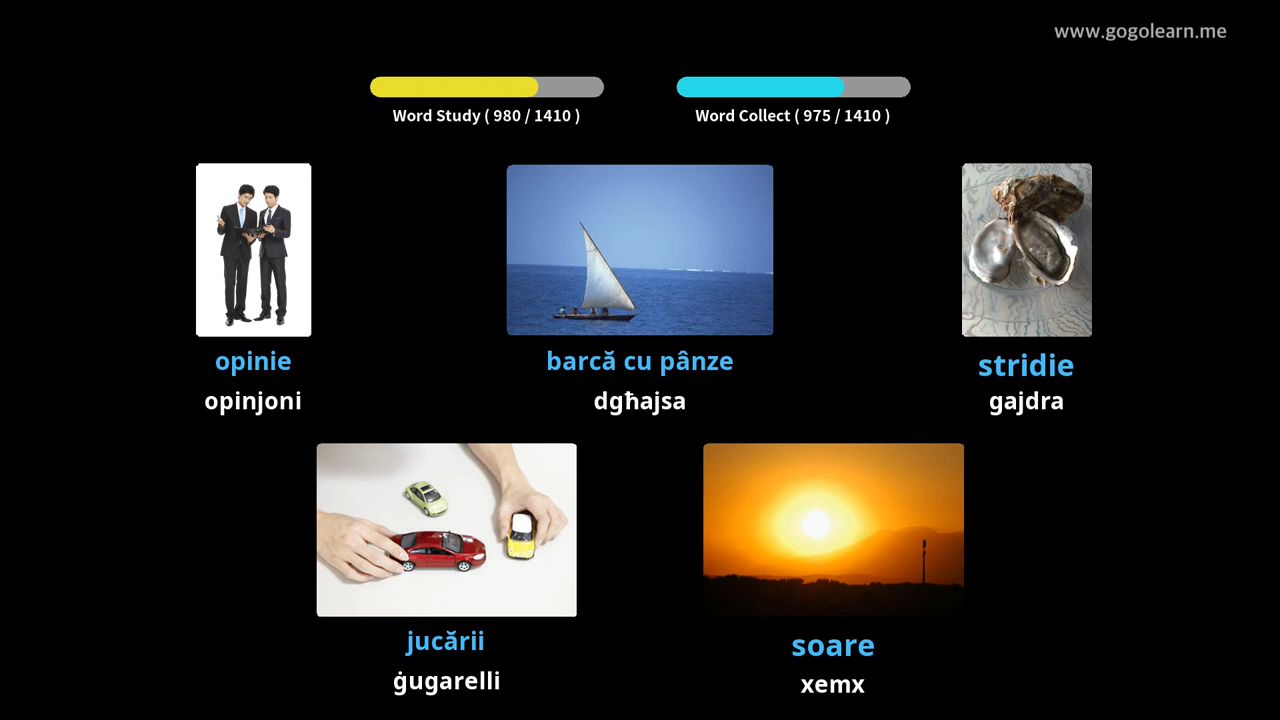 www.gogolearn.me
Word Study ( 980 / 1410 )
Word Collect ( 975 / 1410 )
opinie
opinjoni
barcă cu pânze
dgħajsa
stridie
gajdra
jucării
ġugarelli
soare
xemx